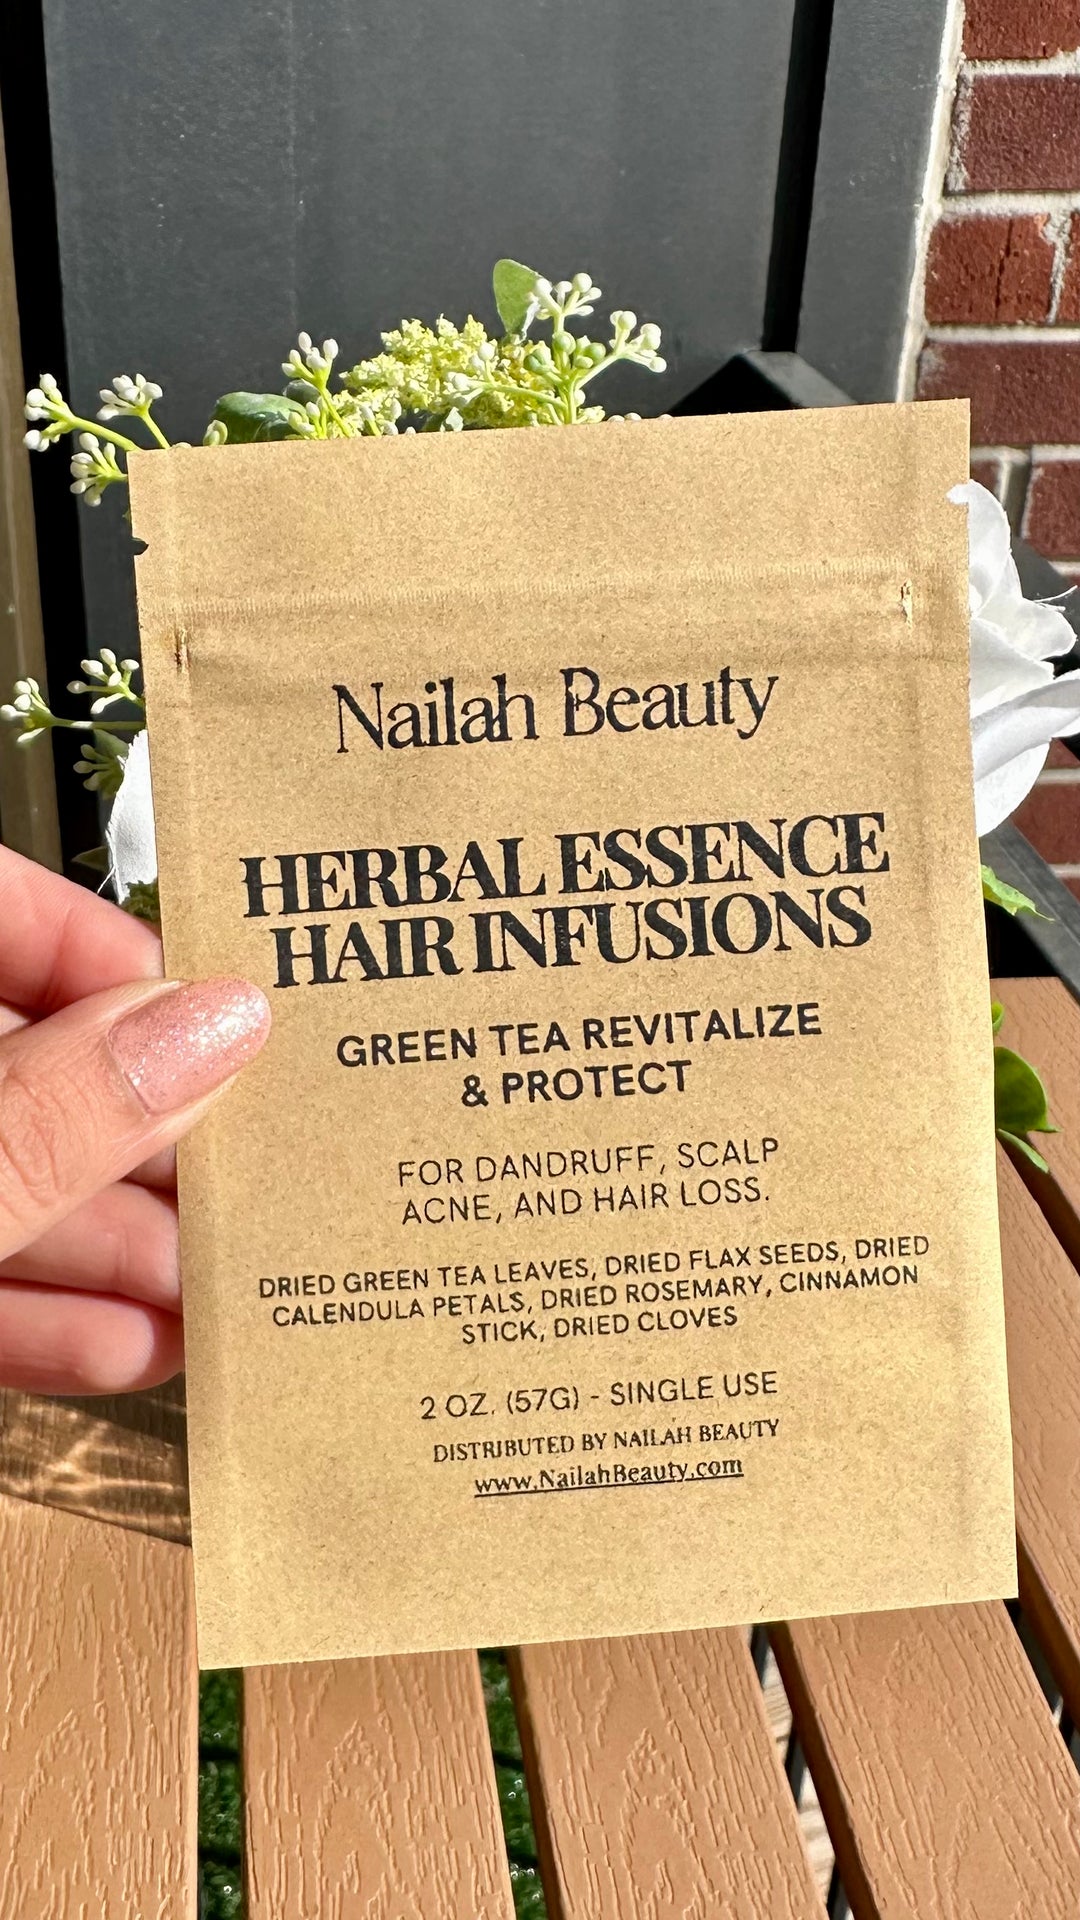 Nailah Beauty
HERBAL ESSENCE
HAIR INFUSIONS
GREEN TEA REVITALIZE
& PROTECT
FOR DANDRUFF, SCALP
ACNE, AND HAIR LOSS.
DRIED GREEN TEA LEAVES, DRIED FLAX SEEDS, DRIED
CALENDULA PETALS, DRIED ROSEMARY, CINNAMON
STICK, DRIED CLOVES
2 OZ. (57G) - SINGLE USE
DISTRIBUTED BY NAILAH BEAUTY
www.NailahBeauty.com